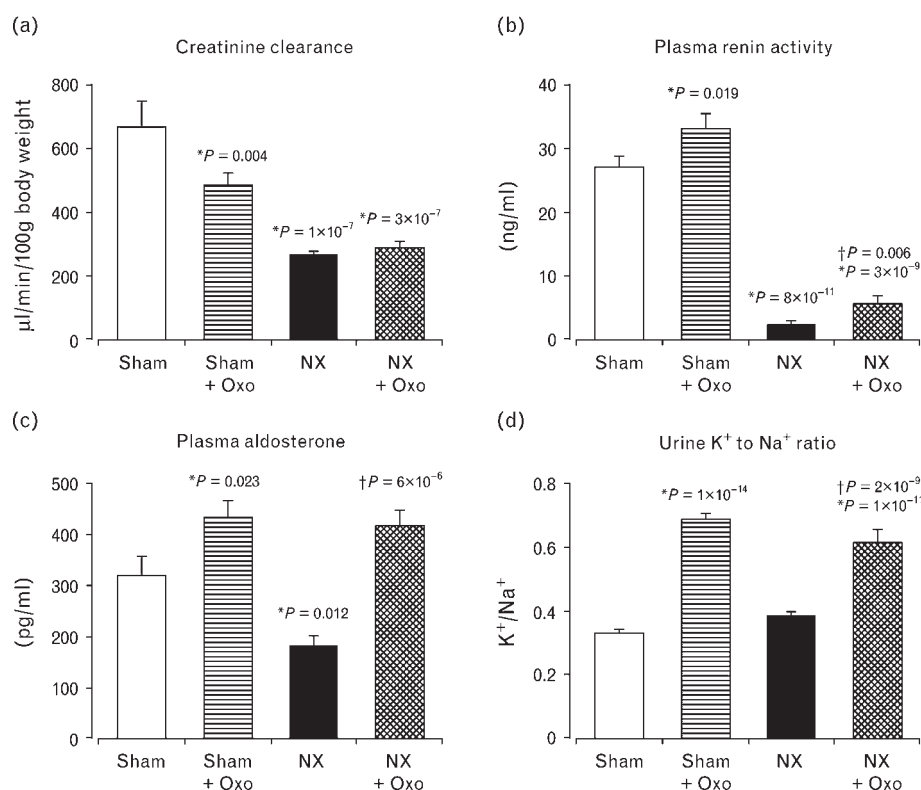 (a)
Creatinine clearance
µl/min/100g body weight
800
600
400
200
0
*P = 0.004
*P = 1×10⁻⁷
*P = 3×10⁻⁷
Sham
Sham
+ Oxo
NX
NX
+ Oxo
(b)
Plasma renin activity
(ng/ml)
40
30
20
10
0
*P = 0.019
*P = 8×10⁻¹¹
†P = 0.006
*P = 3×10⁻⁹
Sham
Sham
+ Oxo
NX
NX
+ Oxo
(c)
Plasma aldosterone
(pg/ml)
500
400
300
200
100
0
*P = 0.023
*P = 0.012
†P = 6×10⁻⁶
Sham
Sham
+ Oxo
NX
NX
+ Oxo
(d)
Urine K⁺ to Na⁺ ratio
K⁺/Na⁺
0.8
0.6
0.4
0.2
0
*P = 1×10⁻¹⁴
†P = 2×10⁻⁹
*P = 1×10⁻¹¹
Sham
Sham
+ Oxo
NX
NX
+ Oxo